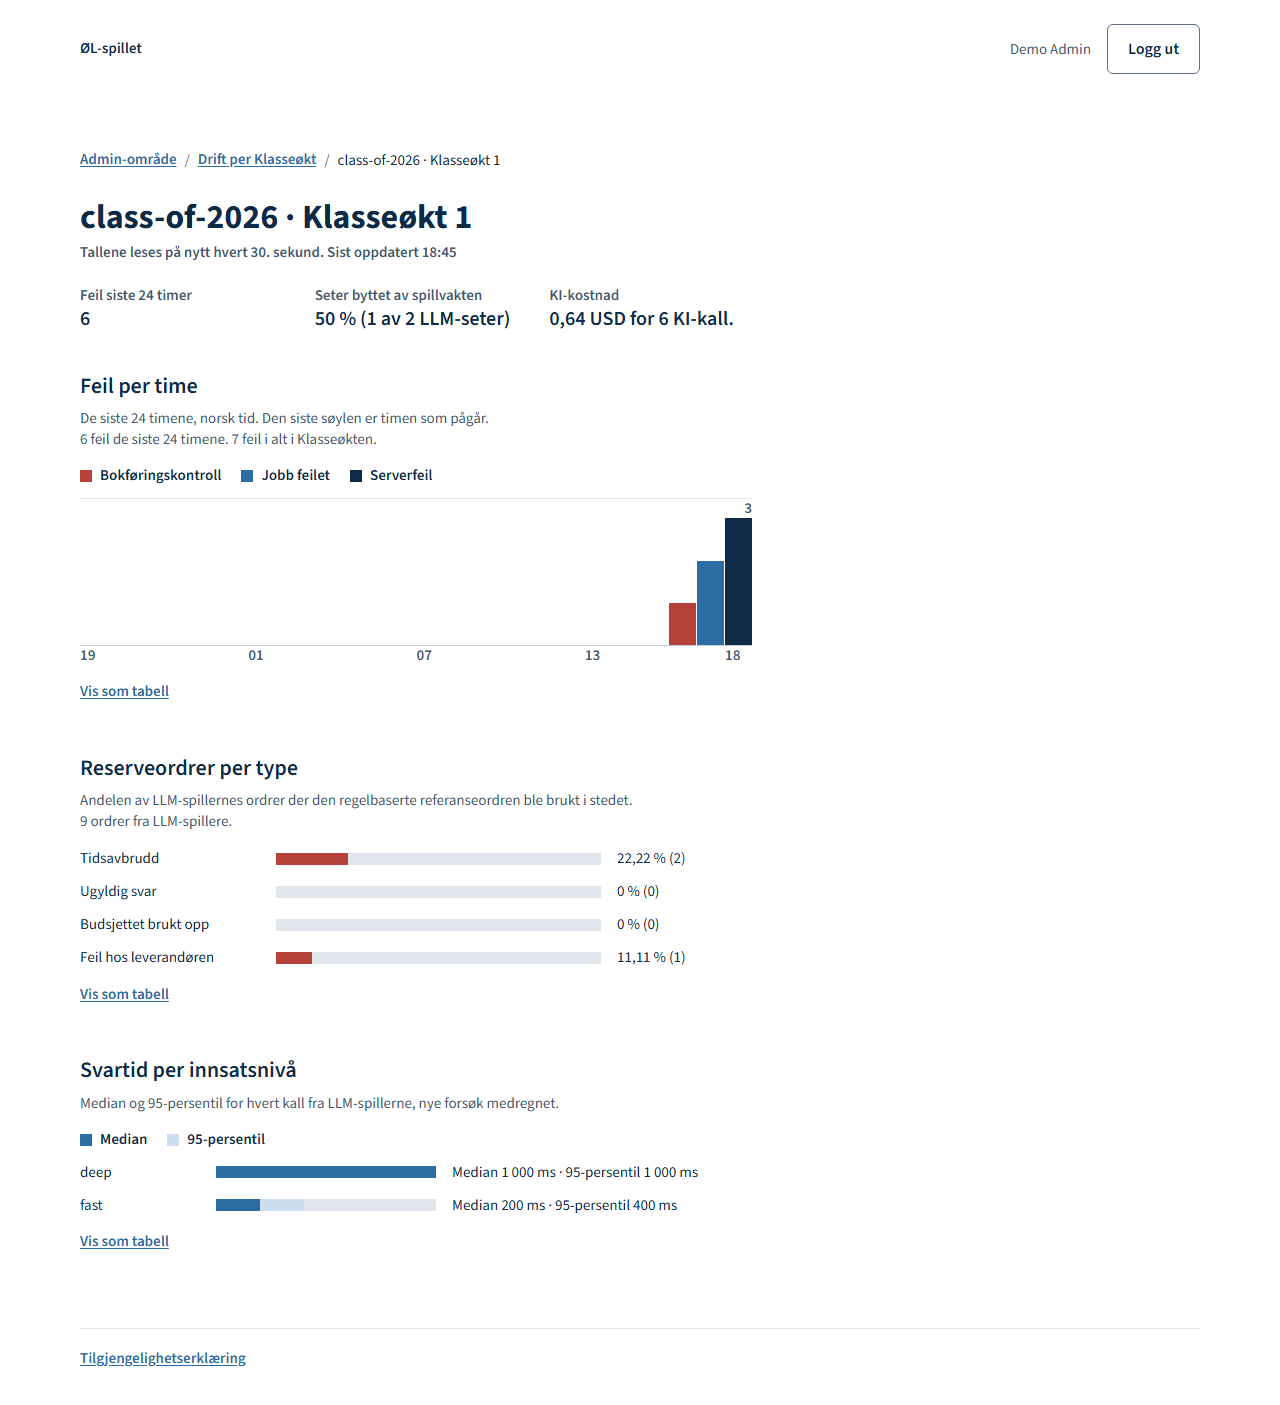 ØL-spillet
Demo Admin
Logg ut
Admin-område / Drift per Klasseøkt / class-of-2026 · Klasseøkt 1
class-of-2026 · Klasseøkt 1
Tallene leses på nytt hvert 30. sekund. Sist oppdatert 18:45
Feil siste 24 timer
6
Seter byttet av spillvakten
50 % (1 av 2 LLM-seter)
KI-kostnad
0,64 USD for 6 KI-kall.
Feil per time
De siste 24 timene, norsk tid. Den siste søylen er timen som pågår.
6 feil de siste 24 timene. 7 feil i alt i Klasseøkten.
Bokføringskontroll Jobb feilet Serverfeil
3
19 01 07 13 18
Vis som tabell
Reserveordrer per type
Andelen av LLM-spillernes ordrer der den regelbaserte referanseordren ble brukt i stedet.
9 ordrer fra LLM-spillere.
Tidsavbrudd 22,22 % (2)
Ugyldig svar 0 % (0)
Budsjettet brukt opp 0 % (0)
Feil hos leverandøren 11,11 % (1)
Vis som tabell
Svartid per innsatsnivå
Median og 95-persentil for hvert kall fra LLM-spillerne, nye forsøk medregnet.
Median 95-persentil
deep Median 1 000 ms · 95-persentil 1 000 ms
fast Median 200 ms · 95-persentil 400 ms
Vis som tabell
Tilgjengelighetserklæring